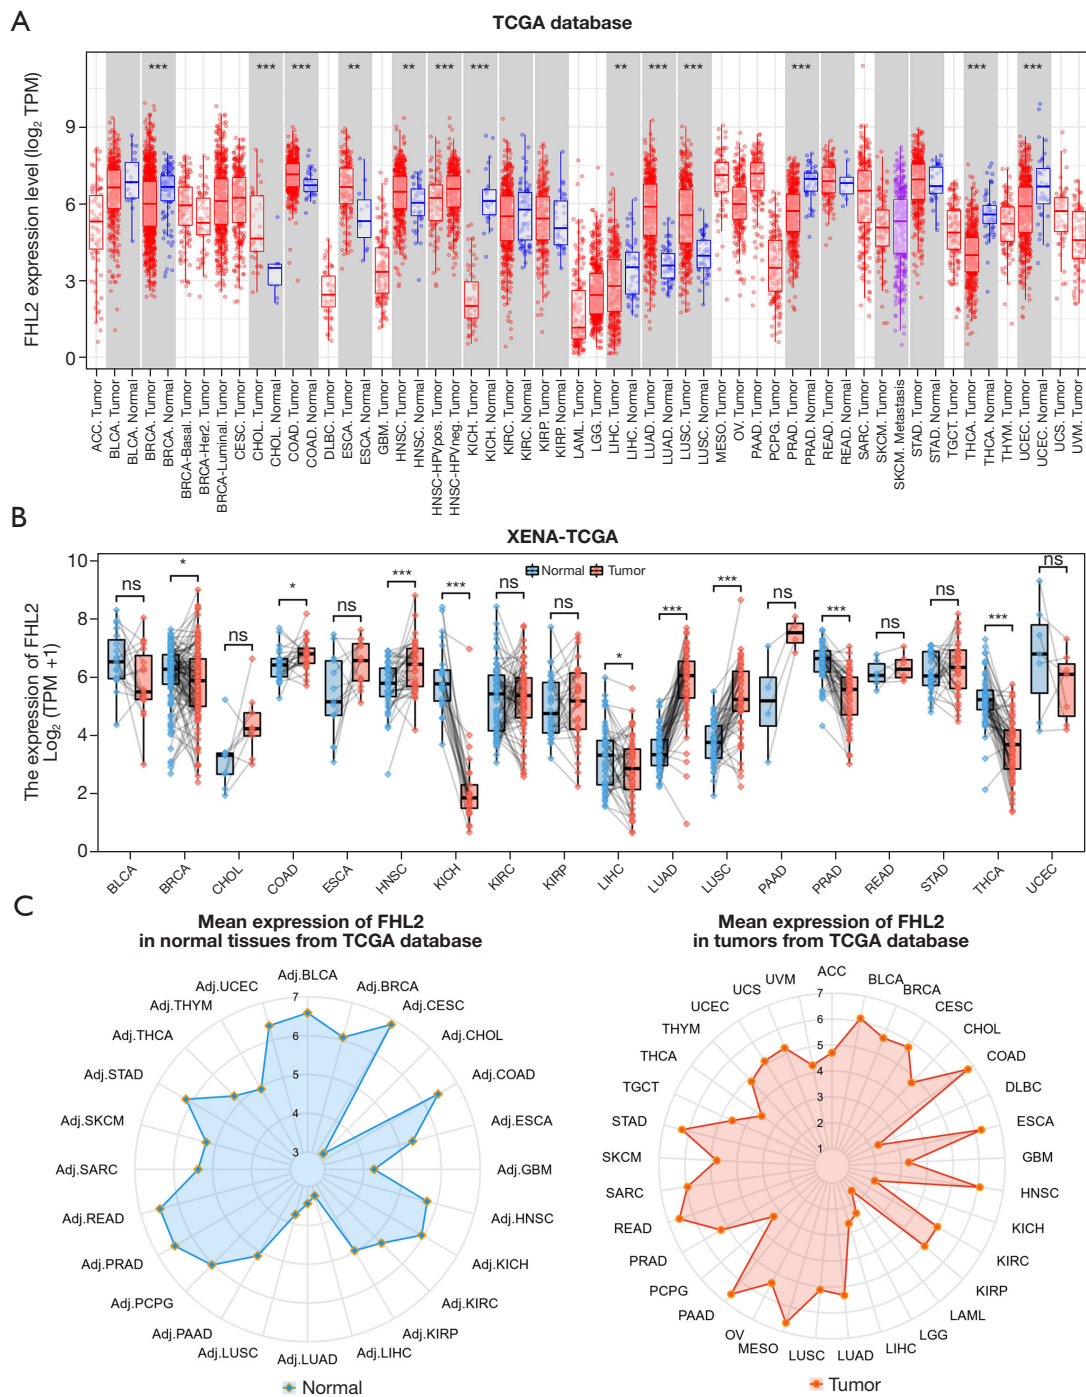 A
TCGA database
FHL2 expression level (log2 TPM)
9
6
3
0
*** *** *** ** ** *** *** ** *** *** *** *** ***
ACC. Tumor
BLCA. Tumor
BLCA. Normal
BRCA. Tumor
BRCA. Normal
BRCA-Basal. Tumor
BRCA-Her2. Tumor
BRCA-Luminal. Tumor
CESC. Tumor
CHOL. Tumor
CHOL. Normal
COAD. Tumor
COAD. Normal
DLBC. Tumor
ESCA. Tumor
ESCA. Normal
GBM. Tumor
HNSC. Tumor
HNSC. Normal
HNSC-HPVpos. Tumor
HNSC-HPVneg. Tumor
KICH. Tumor
KICH. Normal
KIRC. Tumor
KIRC. Normal
KIRP. Tumor
KIRP. Normal
LAML. Tumor
LGG. Tumor
LIHC. Tumor
LIHC. Normal
LUAD. Tumor
LUAD. Normal
LUSC. Tumor
LUSC. Normal
MESO. Tumor
OV. Tumor
PAAD. Tumor
PCPG. Tumor
PRAD. Tumor
PRAD. Normal
READ. Tumor
READ. Normal
SARC. Tumor
SKCM. Tumor
SKCM. Metastasis
STAD. Tumor
STAD. Normal
TGCT. Tumor
THCA. Tumor
THCA. Normal
THYM. Tumor
UCEC. Tumor
UCEC. Normal
UCS. Tumor
UVM. Tumor
B
XENA-TCGA
The expression of FHL2
Log2 (TPM +1)
10
8
6
4
2
0
Normal Tumor
ns * ns * ns *** *** ns ns * *** *** ns *** ns ns *** ns
BLCA
BRCA
CHOL
COAD
ESCA
HNSC
KICH
KIRC
KIRP
LIHC
LUAD
LUSC
PAAD
PRAD
READ
STAD
THCA
UCEC
C
Mean expression of FHL2
in normal tissues from TCGA database
Adj.BLCA
Adj.BRCA
Adj.CESC
Adj.CHOL
Adj.COAD
Adj.ESCA
Adj.GBM
Adj.HNSC
Adj.KICH
Adj.KIRC
Adj.KIRP
Adj.LIHC
Adj.LUAD
Adj.LUSC
Adj.PAAD
Adj.PCPG
Adj.PRAD
Adj.READ
Adj.SARC
Adj.SKCM
Adj.STAD
Adj.THCA
Adj.THYM
Adj.UCEC
7
6
5
4
3
Normal
Mean expression of FHL2
in tumors from TCGA database
ACC
BLCA
BRCA
CESC
CHOL
COAD
DLBC
ESCA
GBM
HNSC
KICH
KIRC
KIRP
LAML
LGG
LIHC
LUAD
LUSC
MESO
OV
PAAD
PCPG
PRAD
READ
SARC
SKCM
STAD
TGCT
THCA
THYM
UCEC
UCS
UVM
7
6
5
4
3
2
1
Tumor